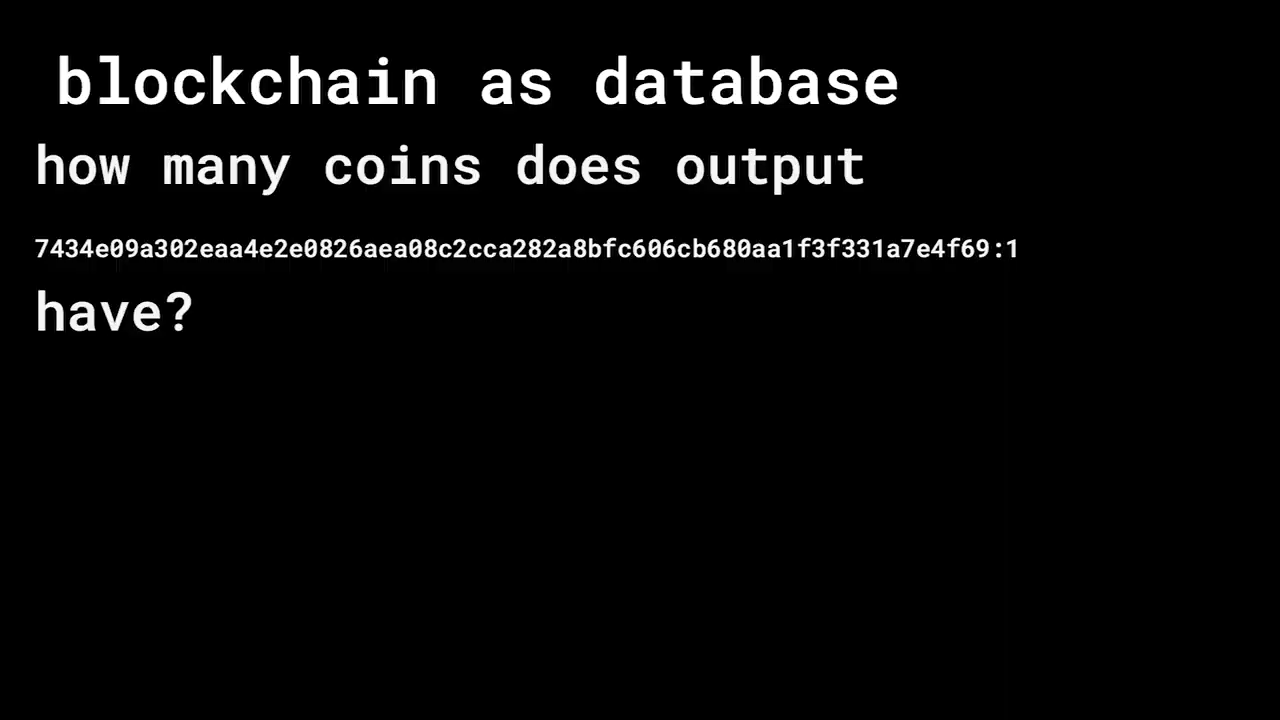 blockchain as database
how many coins does output
7434e09a302eaa4e2e0826aea08c2cca282a8bfc606cb680aa1f3f331a7e4f69:1
have?